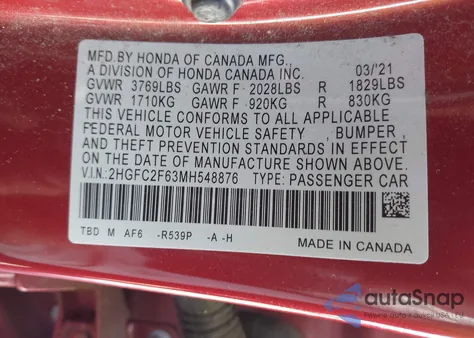 MFD.BY HONDA OF CANADA MFG.
A DIVISION OF HONDA CANADA INC. 03/'21
GVWR 3769LBS GAWR F 2028LBS R 1829LBS
GVWR 1710KG GAWR F 920KG R 830KG
THIS VEHICLE CONFORMS TO ALL APPLICABLE
FEDERAL MOTOR VEHICLE SAFETY , BUMPER ,
AND THEFT PREVENTION STANDARDS IN EFFECT
ON THE DATE OF MANUFACTURE SHOWN ABOVE.
V.I.N: 2HGFC2F63MH548876 TYPE: PASSENGER CAR
TBD M AF6 -R539P -A -H
MADE IN CANADA
autoSnap